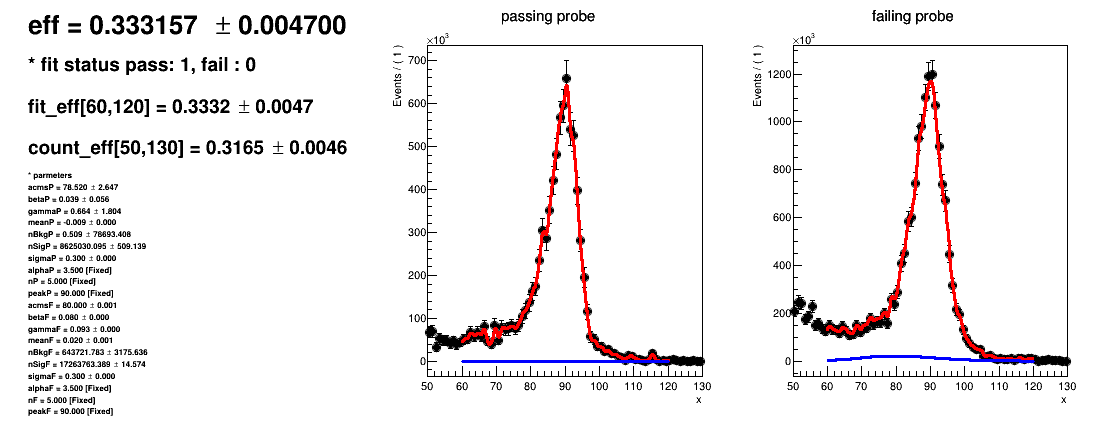 eff = 0.333157 ± 0.004700
* fit status pass: 1, fail : 0
fit_eff[60,120] = 0.3332 ± 0.0047
count_eff[50,130] = 0.3165 ± 0.0046
* parmeters
acmsP = 78.520 ± 2.647
betaP = 0.039 ± 0.056
gammaP = 0.664 ± 1.804
meanP = -0.009 ± 0.000
nBkgP = 0.509 ± 78693.408
nSigP = 8625030.095 ± 509.139
sigmaP = 0.300 ± 0.000
alphaP = 3.500 [Fixed]
nP = 5.000 [Fixed]
peakP = 90.000 [Fixed]
acmsF = 80.000 ± 0.001
betaF = 0.080 ± 0.000
gammaF = 0.093 ± 0.000
meanF = 0.020 ± 0.001
nBkgF = 643721.783 ± 3175.636
nSigF = 17263763.389 ± 14.574
sigmaF = 0.300 ± 0.000
alphaF = 3.500 [Fixed]
nF = 5.000 [Fixed]
peakF = 90.000 [Fixed]
passing probe
×10³
Events / ( 1 )
700
600
500
400
300
200
100
0
50 60 70 80 90 100 110 120 130
x
failing probe
×10³
Events / ( 1 )
1200
1000
800
600
400
200
0
50 60 70 80 90 100 110 120 130
x